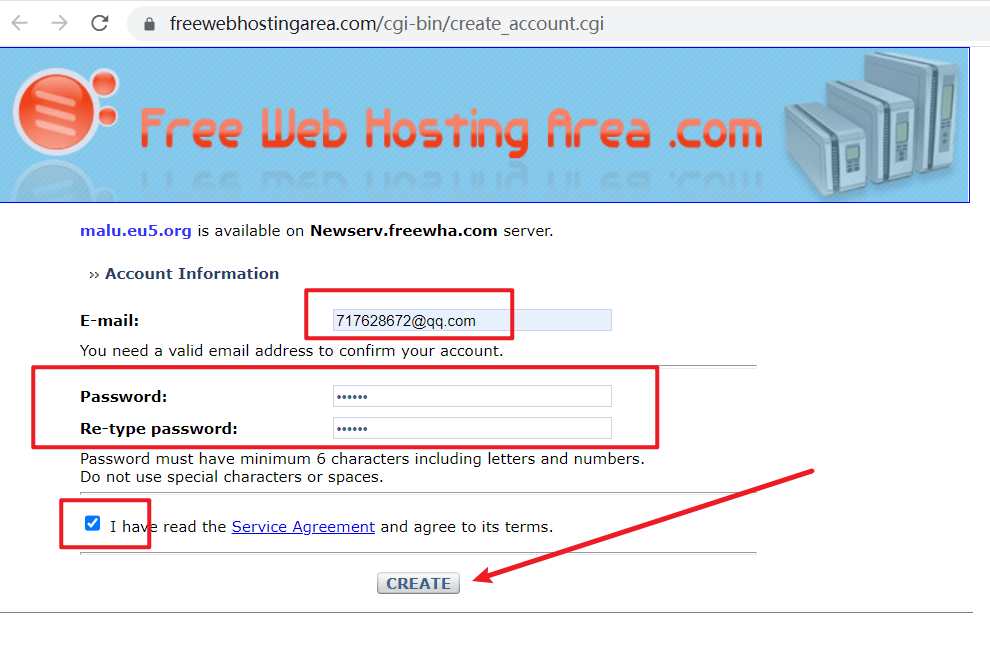 freewebhostingarea.com/cgi-bin/create_account.cgi
Free Web Hosting Area .com
malu.eu5.org is available on Newserv.freewha.com server.
›› Account Information
E-mail: 717628672@qq.com
You need a valid email address to confirm your account.
Password: ••••••
Re-type password: ••••••
Password must have minimum 6 characters including letters and numbers.
Do not use special characters or spaces.
I have read the Service Agreement and agree to its terms.
CREATE